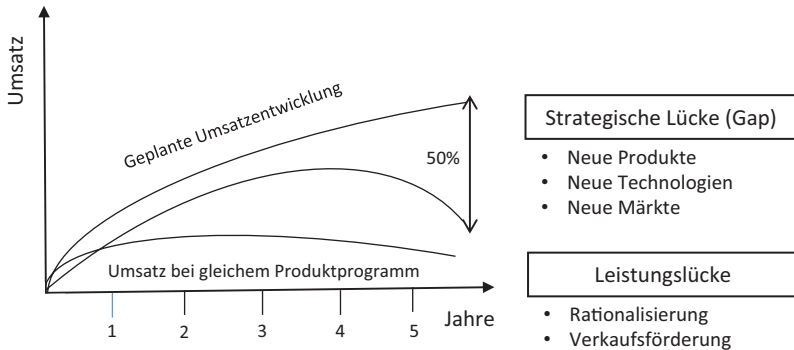 Umsatz
Geplante Umsatzentwicklung
50%
Umsatz bei gleichem Produktprogramm
1
2
3
4
5
Jahre
Strategische Lücke (Gap)
• Neue Produkte
• Neue Technologien
• Neue Märkte
Leistungslücke
• Rationalisierung
• Verkaufsförderung